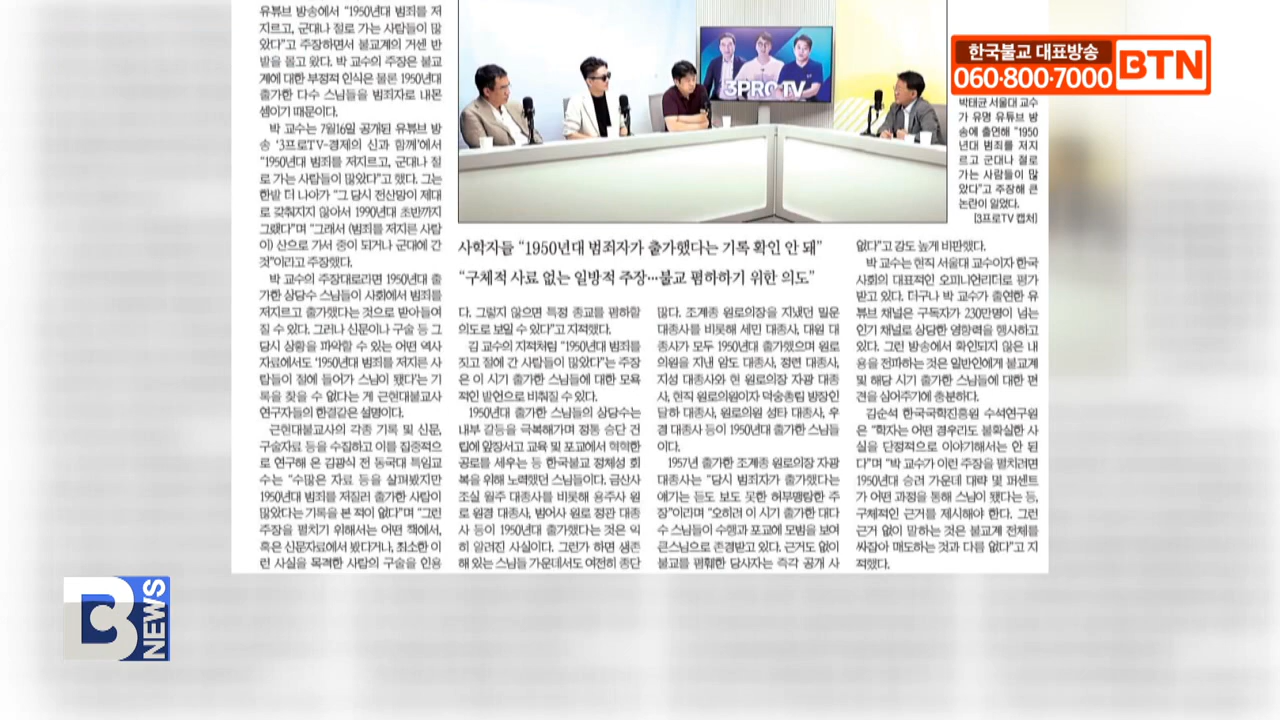 유튜브 방송에서 “1950년대 범죄를 저
지르고, 군대나 절로 가는 사람들이 많
았다”고 주장하면서 불교계의 거센 반
발을 몰고 왔다. 박 교수의 주장은 불교
계에 대한 부정적 인식은 물론 1950년대
출가한 다수 스님들을 범죄자로 내몬
셈이기 때문이다.
박 교수는 7월16일 공개된 유튜브 방
송 ‘3프로TV-경제의 신과 함께’에서
“1950년대 범죄를 저지르고, 군대나 절
로 가는 사람들이 많았다”고 했다. 그는
한발 더 나아가 “그 당시 전산망이 제대
로 갖춰지지 않아서 1990년대 초반까지
그랬다”며 “그래서 (범죄를 저지른 사람
이) 산으로 가서 중이 되거나 군대에 간
것”이라고 주장했다.
박 교수의 주장대로라면 1950년대 출
가한 상당수 스님들이 사회에서 범죄를
저지르고 출가했다는 것으로 받아들여
질 수 있다. 그러나 신문이나 구술 등 그
당시 상황을 파악할 수 있는 어떤 역사
자료에서도 ‘1950년대 범죄를 저지른 사
람들이 절에 들어가 스님이 됐다’는 기
록을 찾을 수 없다는 게 근현대불교사
연구자들의 한결같은 설명이다.
근현대불교사의 각종 기록 및 신문,
구술자료 등을 수집하고 이를 집중적으
로 연구해 온 김광식 전 동국대 특임교
수는 “수많은 자료 등을 살펴봤지만
1950년대 범죄를 저질러 출가한 사람이
많았다는 기록을 본 적이 없다”며 “그런
주장을 펼치기 위해서는 어떤 책에서,
혹은 신문자료에서 봤다거나, 최소한 이
런 사실을 목격한 사람의 구술을 인용
3PROTV
한국불교 대표방송
060·800·7000
BTN
박태균 서울대 교수
가 유명 유튜브 방
송에 출연해 “1950
년대 범죄를 저지
르고 군대나 절로
가는 사람들이 많
았다”고 주장해 큰
논란이 일었다.
[3프로TV 캡처]
사학자들 “1950년대 범죄자가 출가했다는 기록 확인 안 돼”
“구체적 사료 없는 일방적 주장…불교 폄하하기 위한 의도”
다. 그렇지 않으면 특정 종교를 폄하할
의도로 보일 수 있다”고 지적했다.
김 교수의 지적처럼 “1950년대 범죄를
짓고 절에 간 사람들이 많았다”는 주장
은 이 시기 출가한 스님들에 대한 모욕
적인 발언으로 비춰질 수 있다.
1950년대 출가한 스님들의 상당수는
내부 갈등을 극복해가며 정통 승단 건
립에 앞장서고 교육 및 포교에서 혁혁한
공로를 세우는 등 한국불교 정체성 회
복을 위해 노력했던 스님들이다. 금산사
조실 월주 대종사를 비롯해 용주사 원
로 원경 대종사, 범어사 원로 정관 대종
사 등이 1950년대 출가했다는 것은 익
히 알려진 사실이다. 그런가 하면 생존
해 있는 스님들 가운데서도 여전히 종단
많다. 조계종 원로의장을 지냈던 밀운
대종사를 비롯해 세민 대종사, 대원 대
종사가 모두 1950년대 출가했으며 원로
의원을 지낸 암도 대종사, 정련 대종사,
지성 대종사와 현 원로의장 자광 대종
사, 현직 원로의원이자 덕숭총림 방장인
달하 대종사, 원로의원 성타 대종사, 우
경 대종사 등이 1950년대 출가한 스님들
이다.
1957년 출가한 조계종 원로의장 자광
대종사는 “당시 범죄자가 출가했다는
얘기는 듣도 보도 못한 허무맹랑한 주
장”이라며 “오히려 이 시기 출가한 대다
수 스님들이 수행과 포교에 모범을 보여
큰스님으로 존경받고 있다. 근거도 없이
불교를 폄훼한 당사자는 즉각 공개 사
없다”고 강도 높게 비판했다.
박 교수는 현직 서울대 교수이자 한국
사회의 대표적인 오피니언리더로 평가
받고 있다. 더구나 박 교수가 출연한 유
튜브 채널은 구독자가 230만명이 넘는
인기 채널로 상당한 영향력을 행사하고
있다. 그런 방송에서 확인되지 않은 내
용을 전파하는 것은 일반인에게 불교계
및 해당 시기 출가한 스님들에 대한 편
견을 심어주기에 충분하다.
김순석 한국국학진흥원 수석연구원
은 “학자는 어떤 경우라도 불확실한 사
실을 단정적으로 이야기해서는 안 된
다”며 “박 교수가 이런 주장을 펼치려면
1950년대 승려 가운데 대략 몇 퍼센트
가 어떤 과정을 통해 스님이 됐다는 등,
구체적인 근거를 제시해야 한다. 그런
근거 없이 말하는 것은 불교계 전체를
싸잡아 매도하는 것과 다름 없다”고 지
적했다.
B NEWS